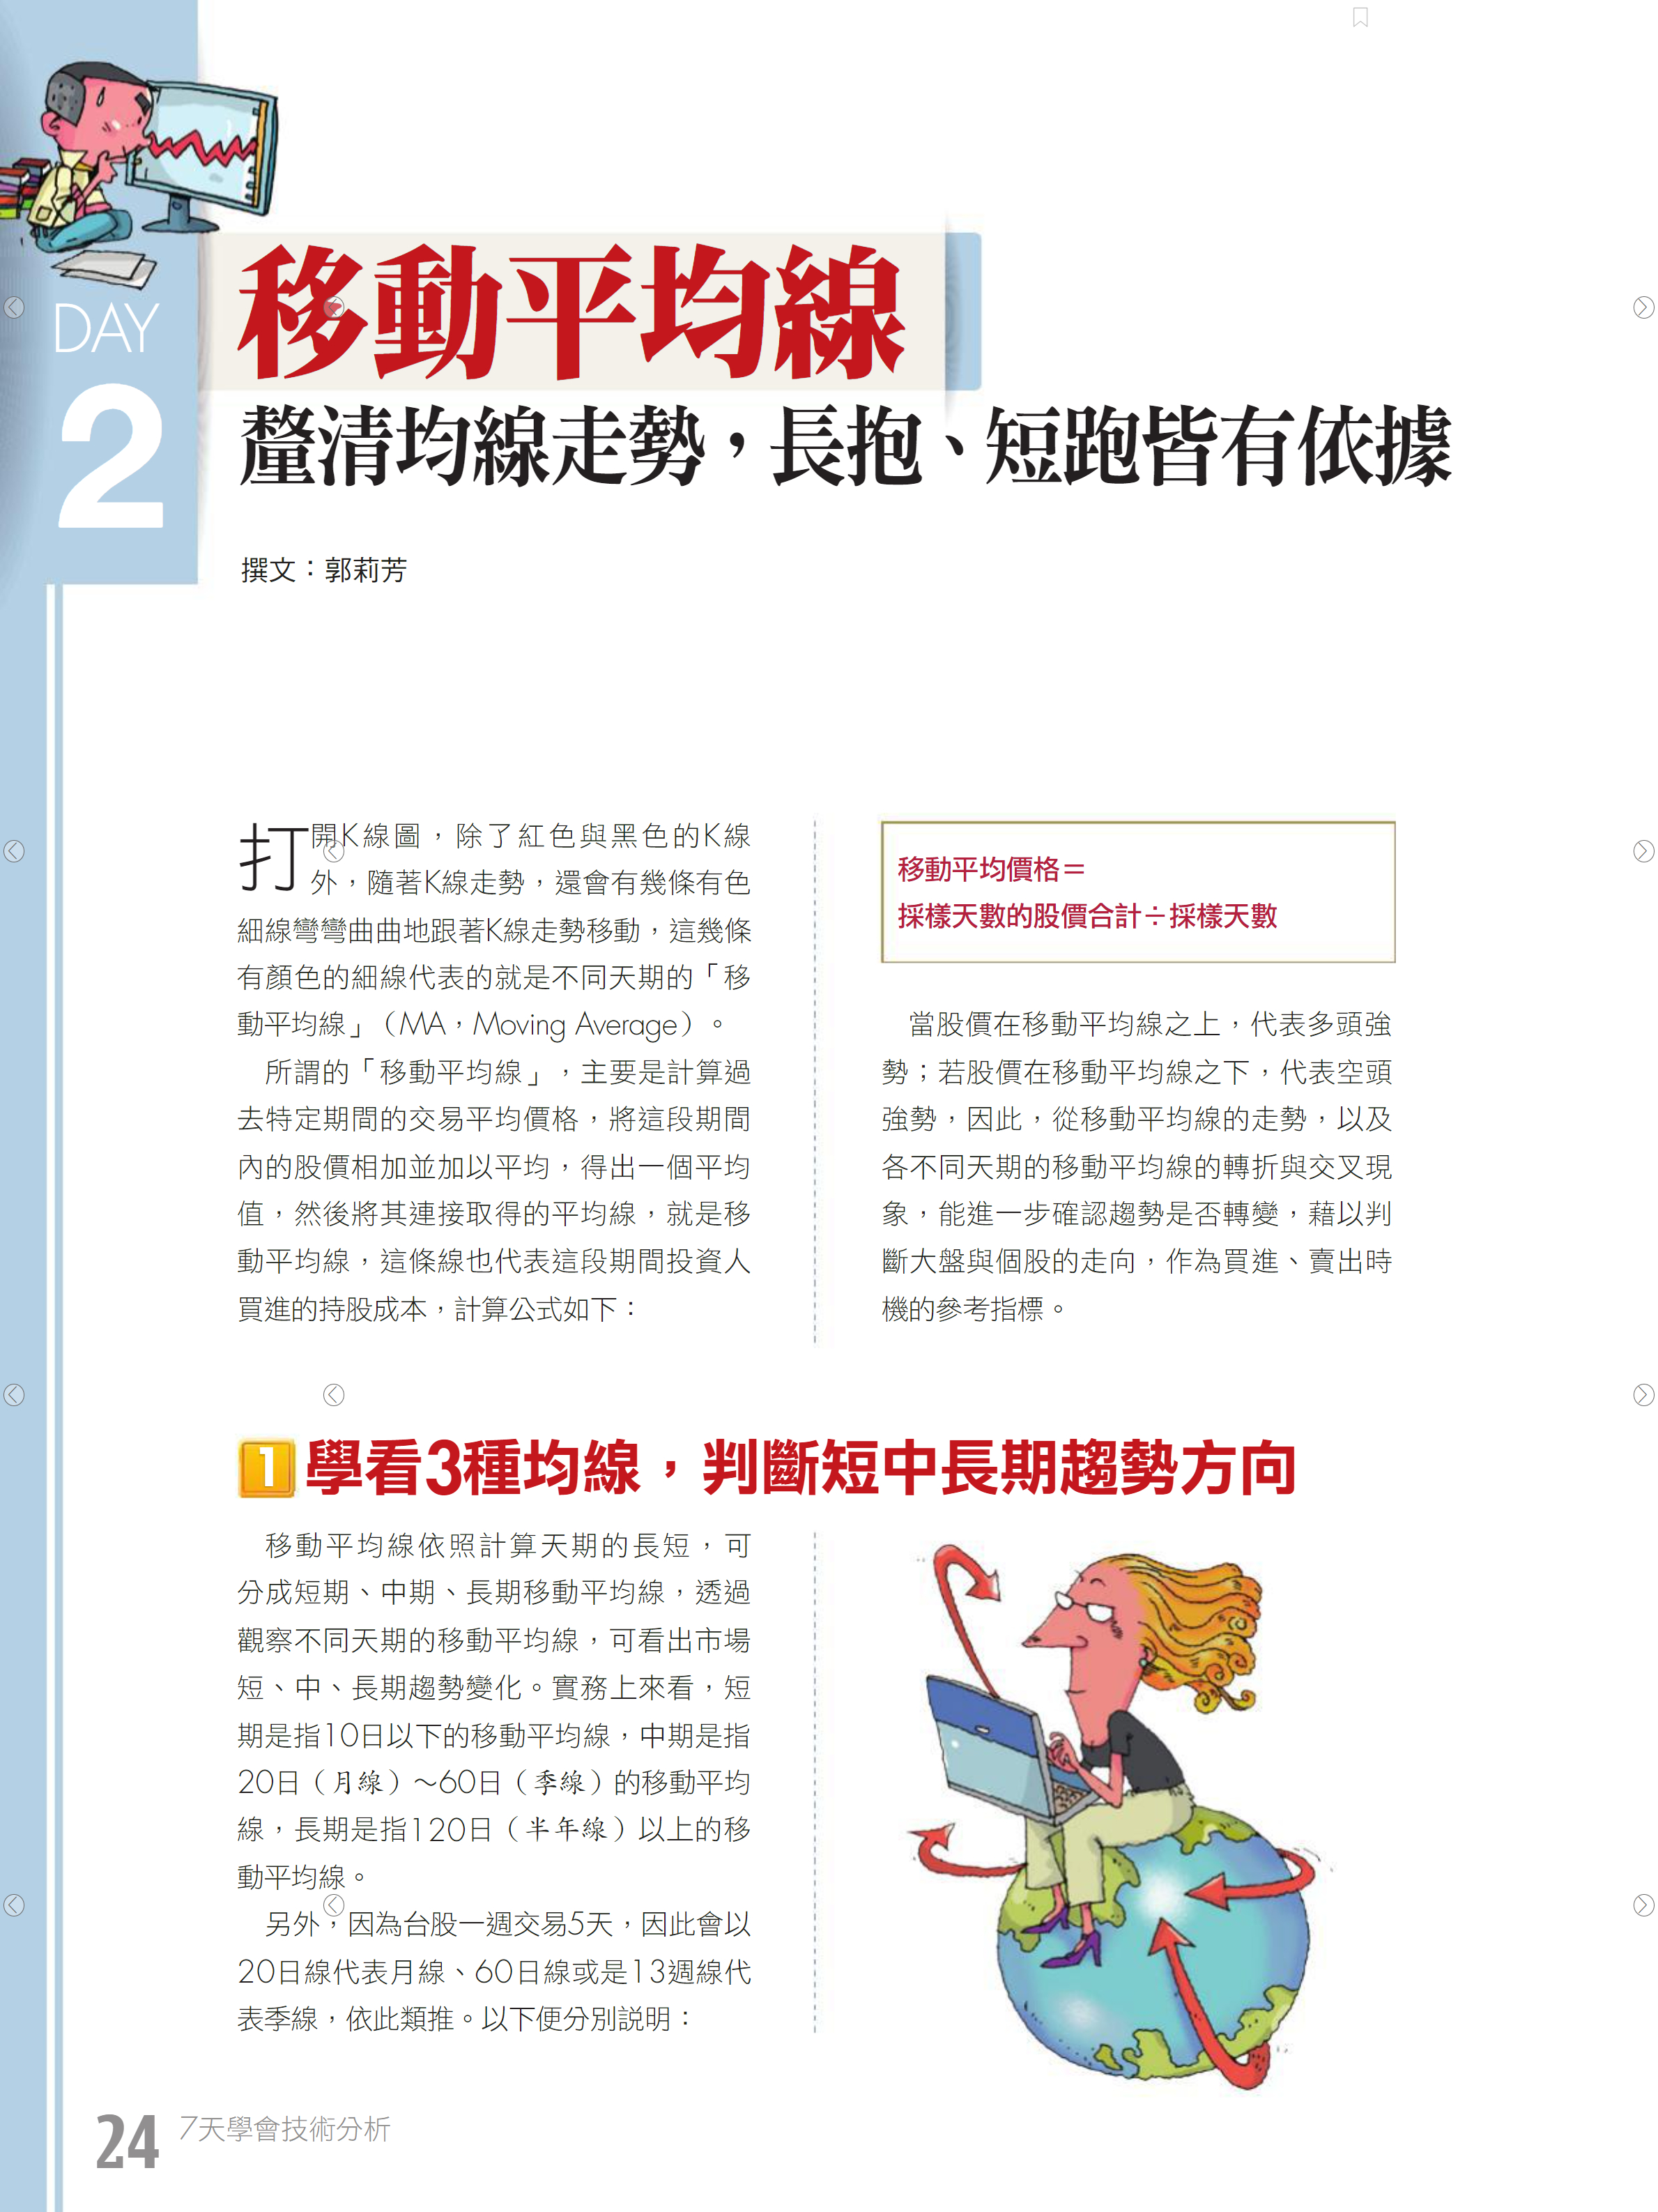 DAY
2
移動平均線
釐清均線走勢，長抱、短跑皆有依據
撰文：郭莉芳
打開K線圖，除了紅色與黑色的K線
外，隨著K線走勢，還會有幾條有色
細線彎彎曲曲地跟著K線走勢移動，這幾條
有顏色的細線代表的就是不同天期的「移
動平均線」（MA，Moving Average）。
所謂的「移動平均線」，主要是計算過
去特定期間的交易平均價格，將這段期間
內的股價相加並加以平均，得出一個平均
值，然後將其連接取得的平均線，就是移
動平均線，這條線也代表這段期間投資人
買進的持股成本，計算公式如下：
移動平均價格＝
採樣天數的股價合計÷採樣天數
當股價在移動平均線之上，代表多頭強
勢；若股價在移動平均線之下，代表空頭
強勢，因此，從移動平均線的走勢，以及
各不同天期的移動平均線的轉折與交叉現
象，能進一步確認趨勢是否轉變，藉以判
斷大盤與個股的走向，作為買進、賣出時
機的參考指標。
1 學看3種均線，判斷短中長期趨勢方向
移動平均線依照計算天期的長短，可
分成短期、中期、長期移動平均線，透過
觀察不同天期的移動平均線，可看出市場
短、中、長期趨勢變化。實務上來看，短
期是指10日以下的移動平均線，中期是指
20日（月線）～60日（季線）的移動平均
線，長期是指120日（半年線）以上的移
動平均線。
另外，因為台股一週交易5天，因此會以
20日線代表月線、60日線或是13週線代
表季線，依此類推。以下便分別說明：
24 7天學會技術分析